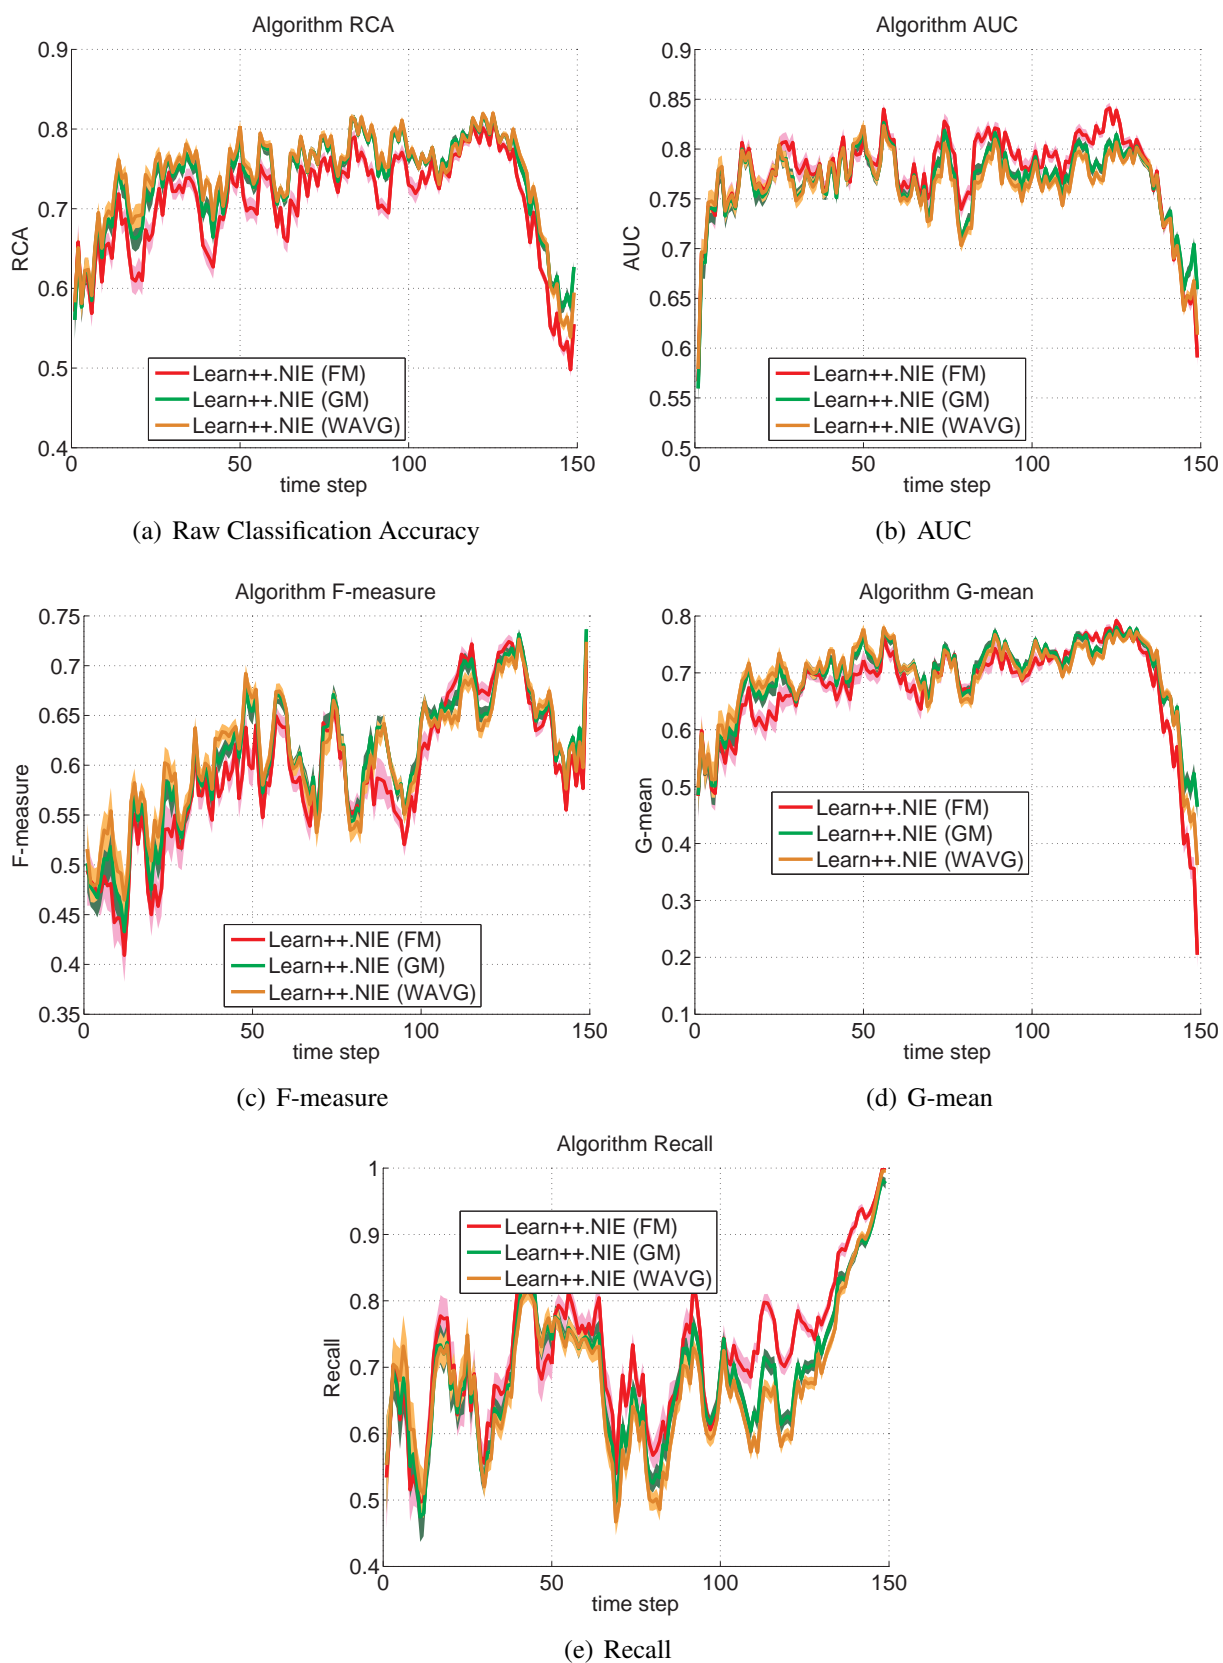 Algorithm RCA
0.9
0.8
0.7
0.6
0.5
0.4
RCA
Learn++.NIE (FM)
Learn++.NIE (GM)
Learn++.NIE (WAVG)
0 50 100 150
time step
(a) Raw Classification Accuracy
Algorithm AUC
0.9
0.85
0.8
0.75
0.7
0.65
0.6
0.55
0.5
AUC
Learn++.NIE (FM)
Learn++.NIE (GM)
Learn++.NIE (WAVG)
0 50 100 150
time step
(b) AUC
Algorithm F-measure
0.75
0.7
0.65
0.6
0.55
0.5
0.45
0.4
0.35
F-measure
Learn++.NIE (FM)
Learn++.NIE (GM)
Learn++.NIE (WAVG)
0 50 100 150
time step
(c) F-measure
Algorithm G-mean
0.8
0.7
0.6
0.5
0.4
0.3
0.2
0.1
G-mean
Learn++.NIE (FM)
Learn++.NIE (GM)
Learn++.NIE (WAVG)
0 50 100 150
time step
(d) G-mean
Algorithm Recall
1
0.9
0.8
0.7
0.6
0.5
0.4
Recall
Learn++.NIE (FM)
Learn++.NIE (GM)
Learn++.NIE (WAVG)
0 50 100 150
time step
(e) Recall